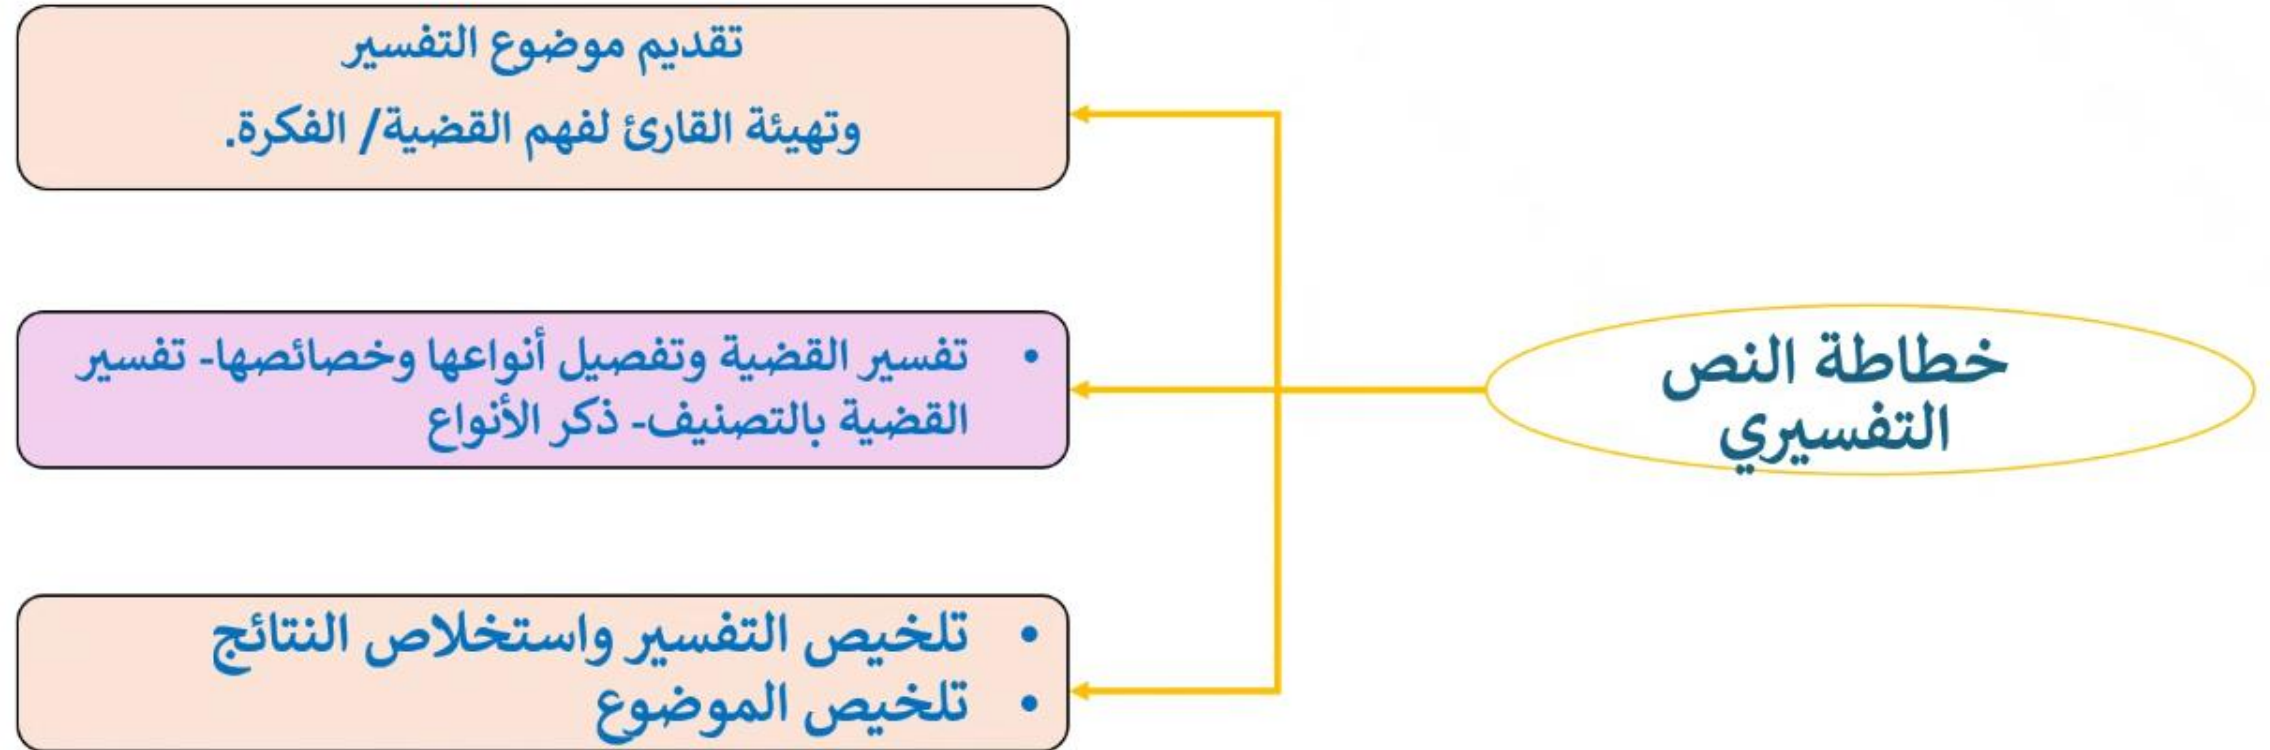 خطاطة النص
التفسيري
تقديم موضوع التفسير
وتهيئة القارئ لفهم القضية/ الفكرة.
• تفسير القضية وتفصيل أنواعها وخصائصها- تفسير
القضية بالتصنيف- ذكر الأنواع
• تلخيص التفسير واستخلاص النتائج
• تلخيص الموضوع